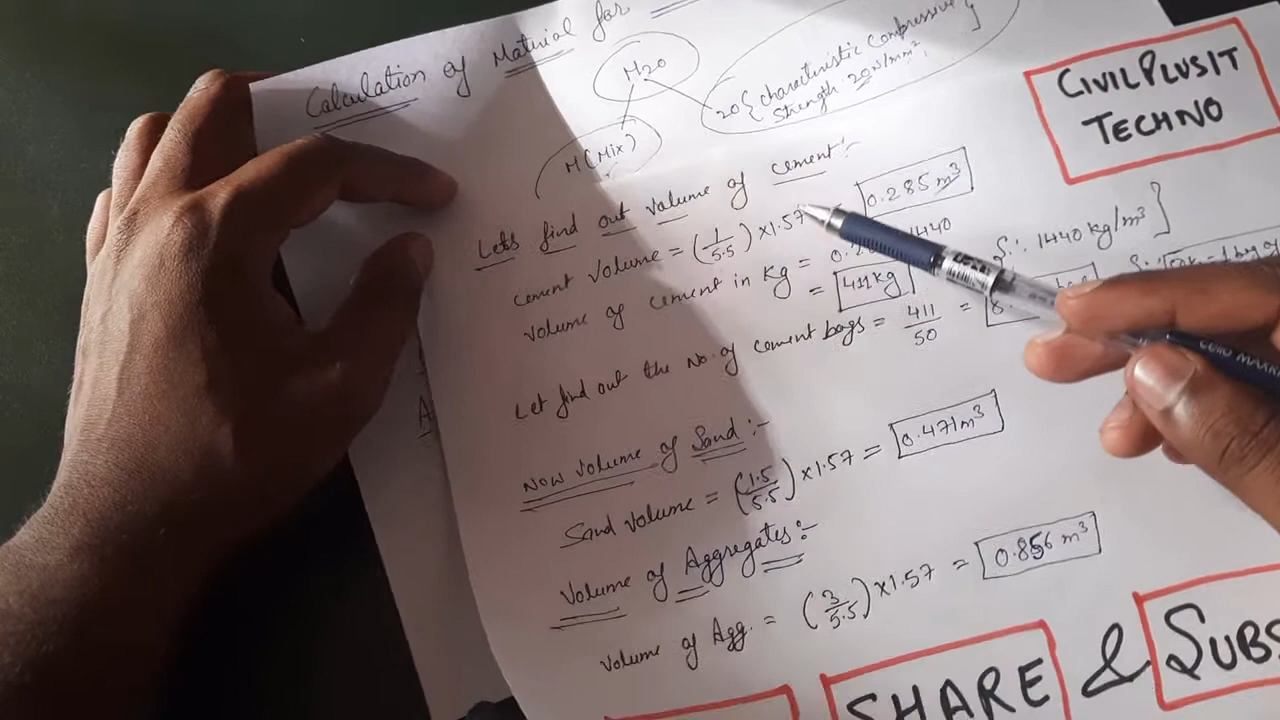 Calculation of Material for
M20
M (Mix)
20 { characteristic compressive
strength. 20 N/mm², }
CIVILPLUSIT
TECHNO
Lets find out volume of cement:-
cement volume = (1/5.5) × 1.57 0.285 m³
volume of cement in kg = 1440 {∵ 1440 kg/m³}
= 411 kg
Let find out the No. of cement bags = 411/50 =
Now volume of Sand :-
Sand volume = (1.5/5.5) × 1.57 = 0.471 m³
Volume of Aggregates:-
volume of Agg. = (3/5.5) × 1.57 = 0.856 m³
SHARE & SUBS